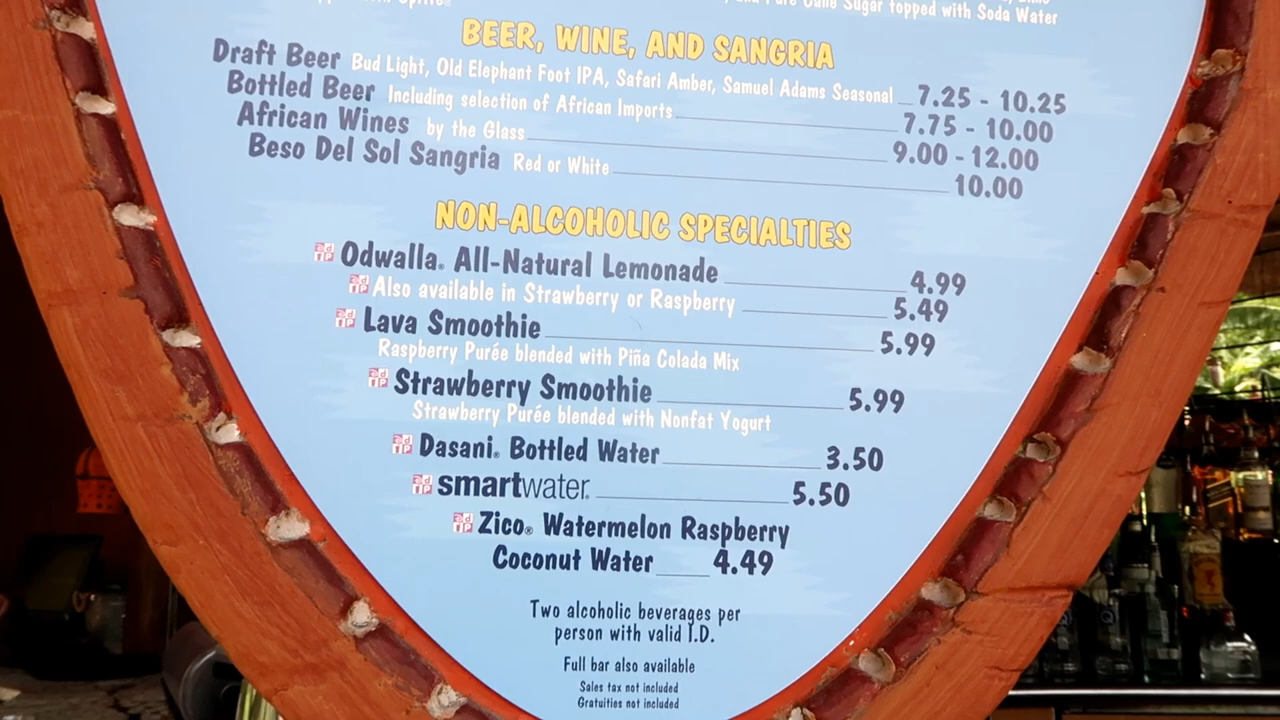 Sugar topped with Soda Water
BEER, WINE, AND SANGRIA
Draft Beer Bud Light, Old Elephant Foot IPA, Safari Amber, Samuel Adams Seasonal 7.25 - 10.25
Bottled Beer Including selection of African Imports 7.75 - 10.00
African Wines by the Glass 9.00 - 12.00
Beso Del Sol Sangria Red or White 10.00
NON-ALCOHOLIC SPECIALTIES
Odwalla® All-Natural Lemonade 4.99
Also available in Strawberry or Raspberry 5.49
Lava Smoothie 5.99
Raspberry Purée blended with Piña Colada Mix
Strawberry Smoothie 5.99
Strawberry Purée blended with Nonfat Yogurt
Dasani® Bottled Water 3.50
smartwater® 5.50
Zico® Watermelon Raspberry
Coconut Water 4.49
Two alcoholic beverages per
person with valid I.D.
Full bar also available
Sales tax not included
Gratuities not included